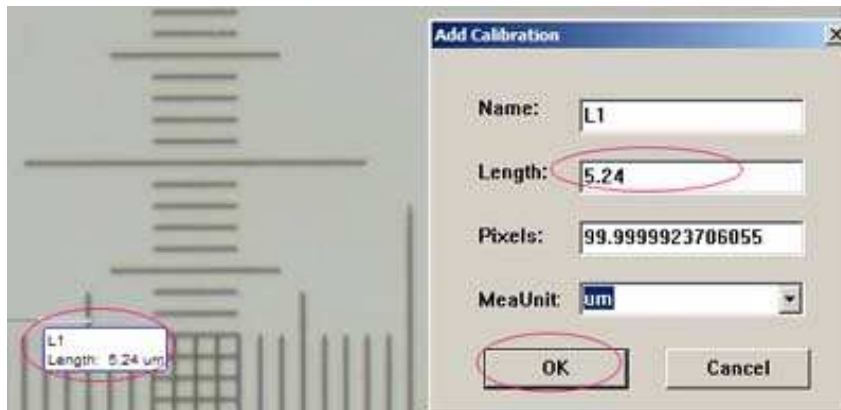 Add Calibration
Name:
L1
Length:
5.24
Pixels:
99.9999923706055
MeaUnit:
um
OK
Cancel
L1
Length: 5.24 um